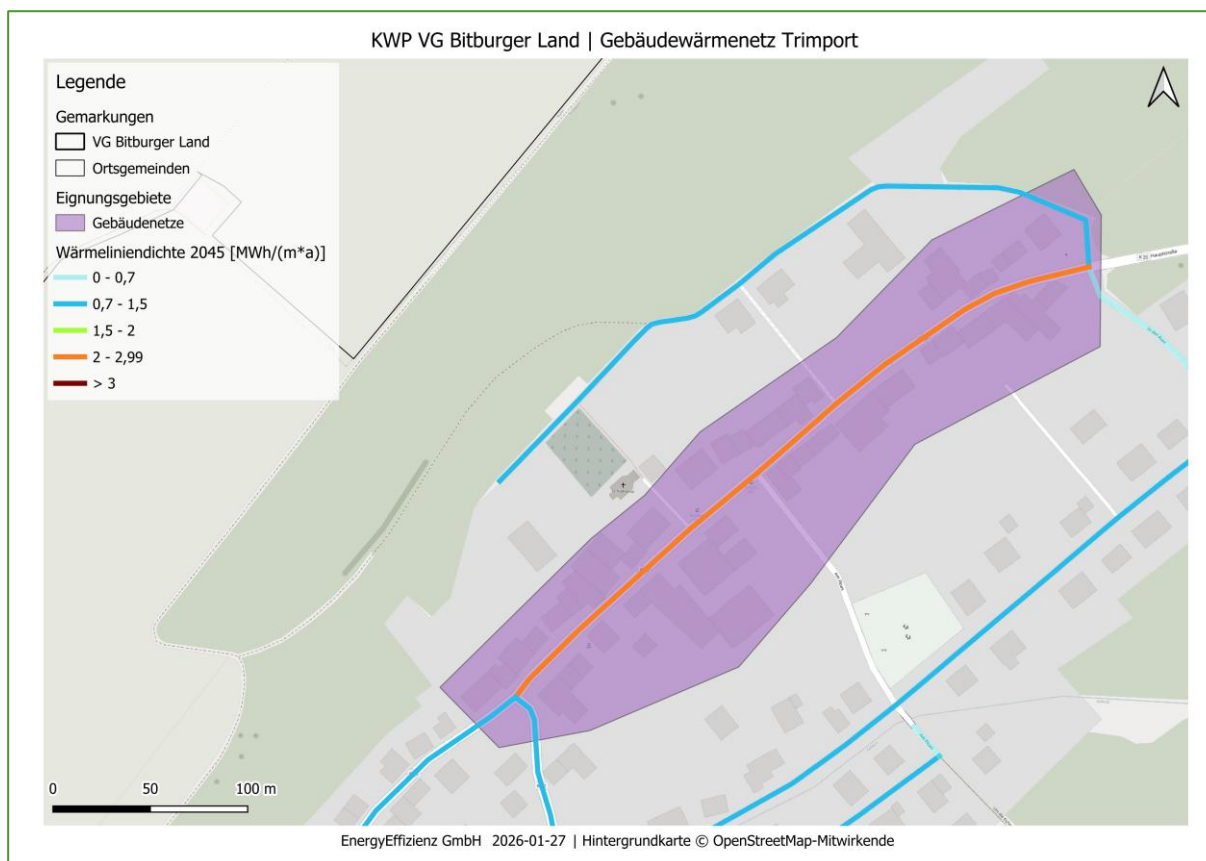 KWP VG Bitburger Land | Gebäudewärmenetz Trimport
Legende
Gemarkungen
VG Bitburger Land
Ortsgemeinden
Eignungsgebiete
Gebäudenetze
Wärmeliniendichte 2045 [MWh/(m*a)]
0 - 0,7
0,7 - 1,5
1,5 - 2
2 - 2,99
> 3
0 50 100 m
EnergyEffizienz GmbH 2026-01-27 | Hintergrundkarte © OpenStreetMap-Mitwirkende